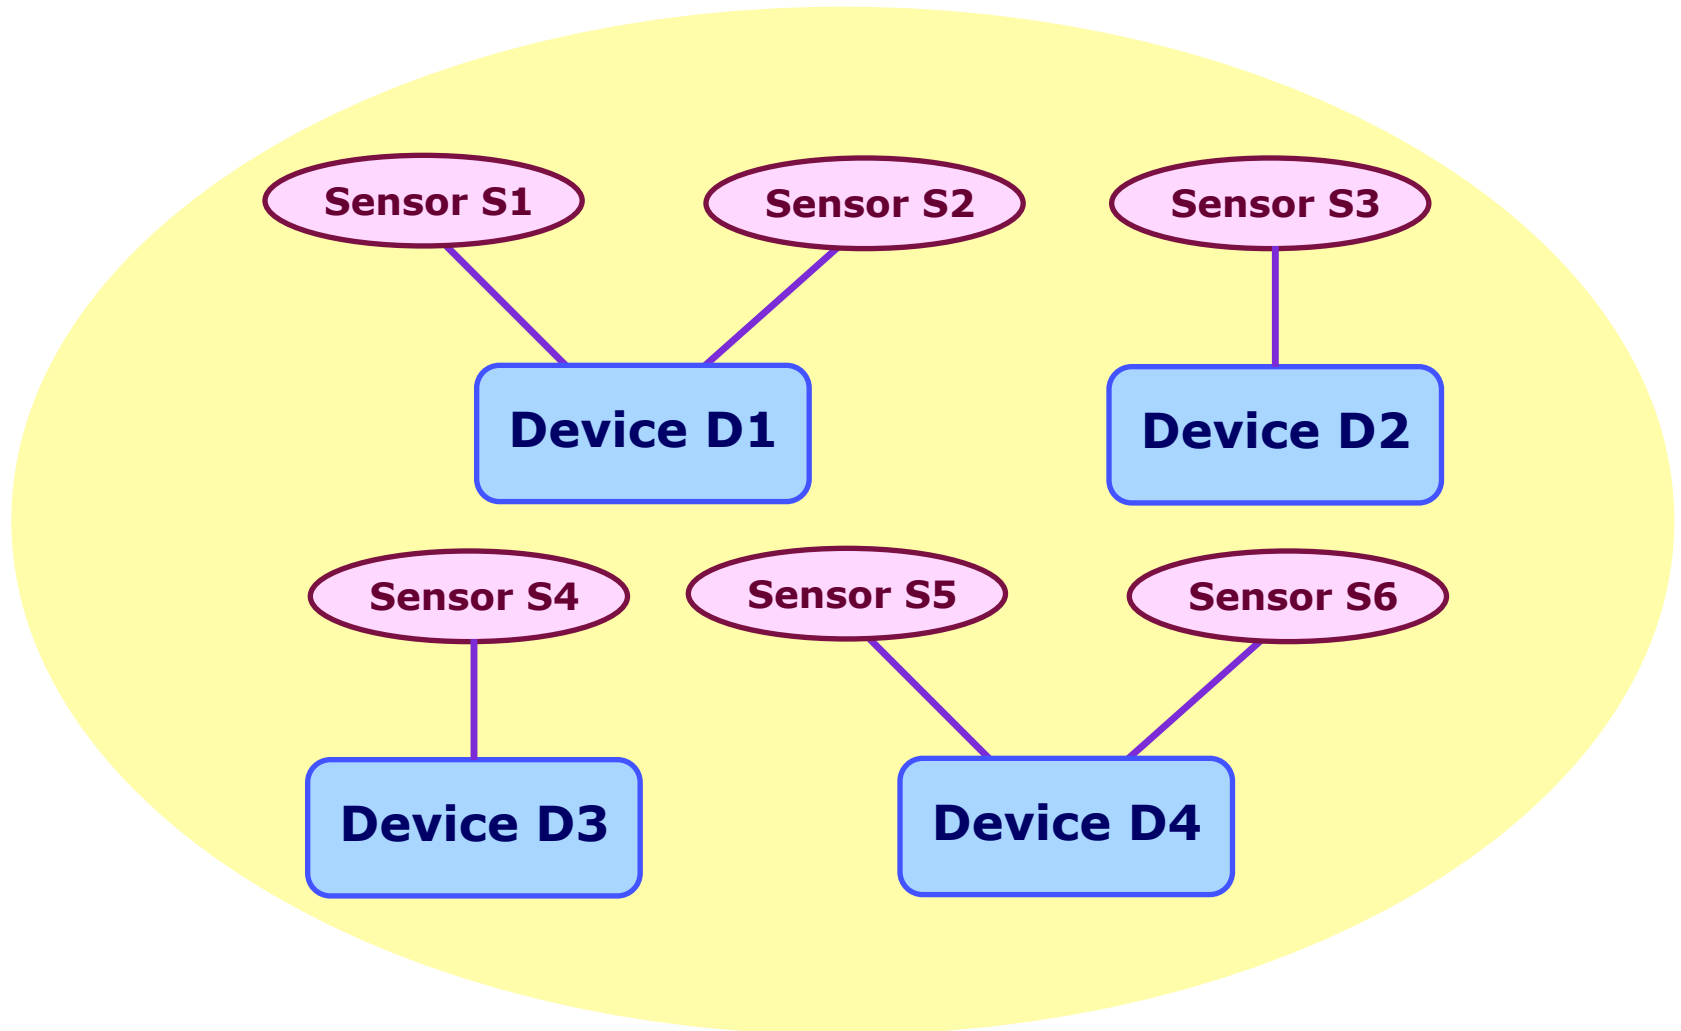 Sensor S1
Sensor S2
Sensor S3
Device D1
Device D2
Sensor S4
Sensor S5
Sensor S6
Device D3
Device D4